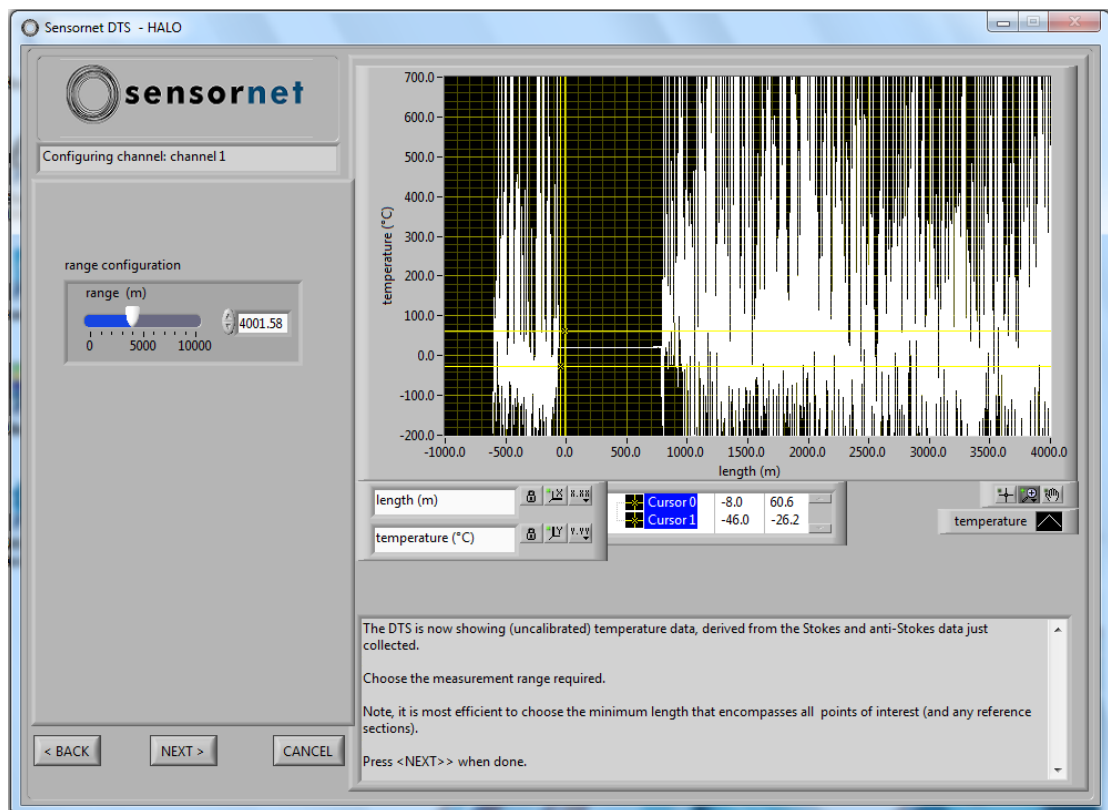 Sensornet DTS - HALO
sensornet
Configuring channel: channel 1
range configuration
range (m)
4001.58
0 5000 10000
temperature (°C)
700.0
600.0
500.0
400.0
300.0
200.0
100.0
0.0
-100.0
-200.0
-1000.0 -500.0 0.0 500.0 1000.0 1500.0 2000.0 2500.0 3000.0 3500.0 4000.0
length (m)
length (m)
X.XX
temperature (°C)
Y.YY
Cursor 0 -8.0 60.6
Cursor 1 -46.0 -26.2
temperature
The DTS is now showing (uncalibrated) temperature data, derived from the Stokes and anti-Stokes data just
collected.
Choose the measurement range required.
Note, it is most efficient to choose the minimum length that encompasses all points of interest (and any reference
sections).
Press <NEXT>> when done.
< BACK
NEXT >
CANCEL